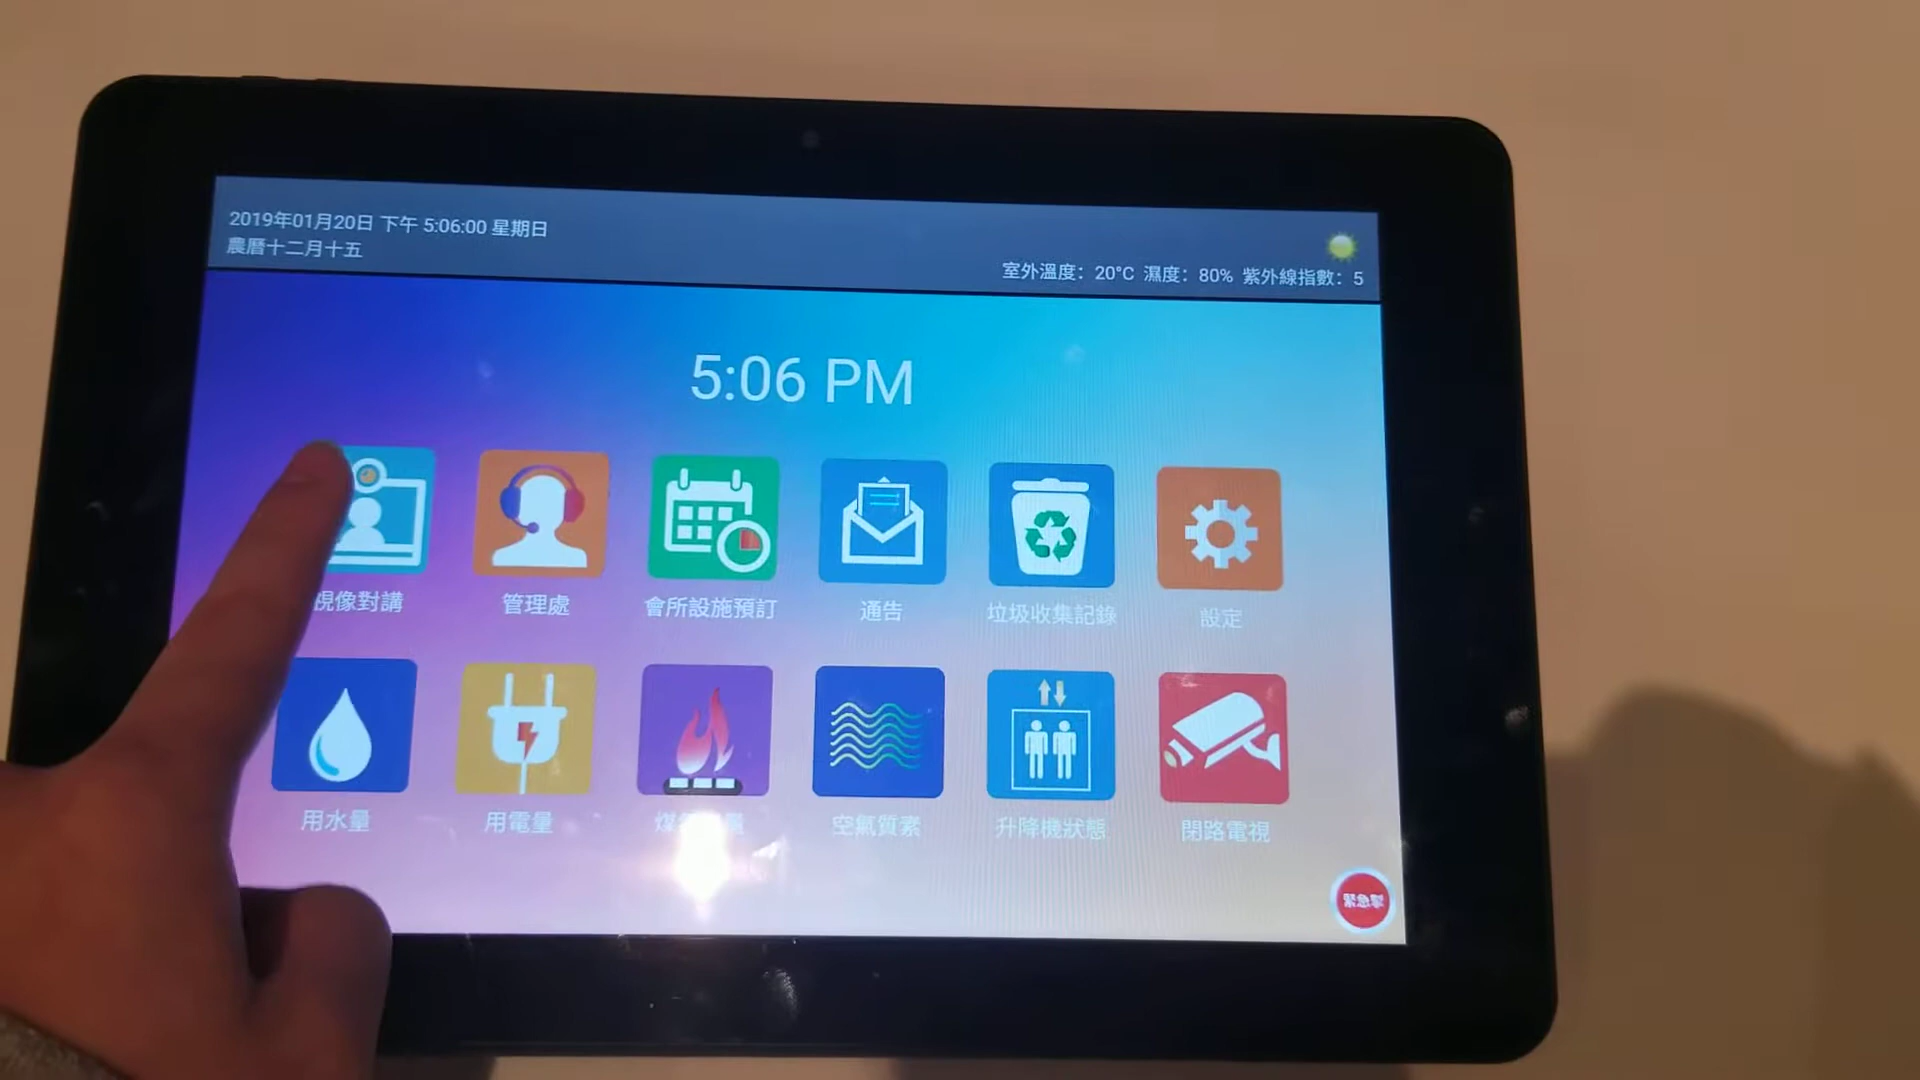 2019年01月20日 下午 5:06:00 星期日
農曆十二月十五
室外溫度：20°C 濕度：80% 紫外線指數：5
5:06 PM
視像對講 管理處 會所設施預訂 通告 垃圾收集記錄 設定
用水量 用電量 空氣質素 升降機狀態 閉路電視